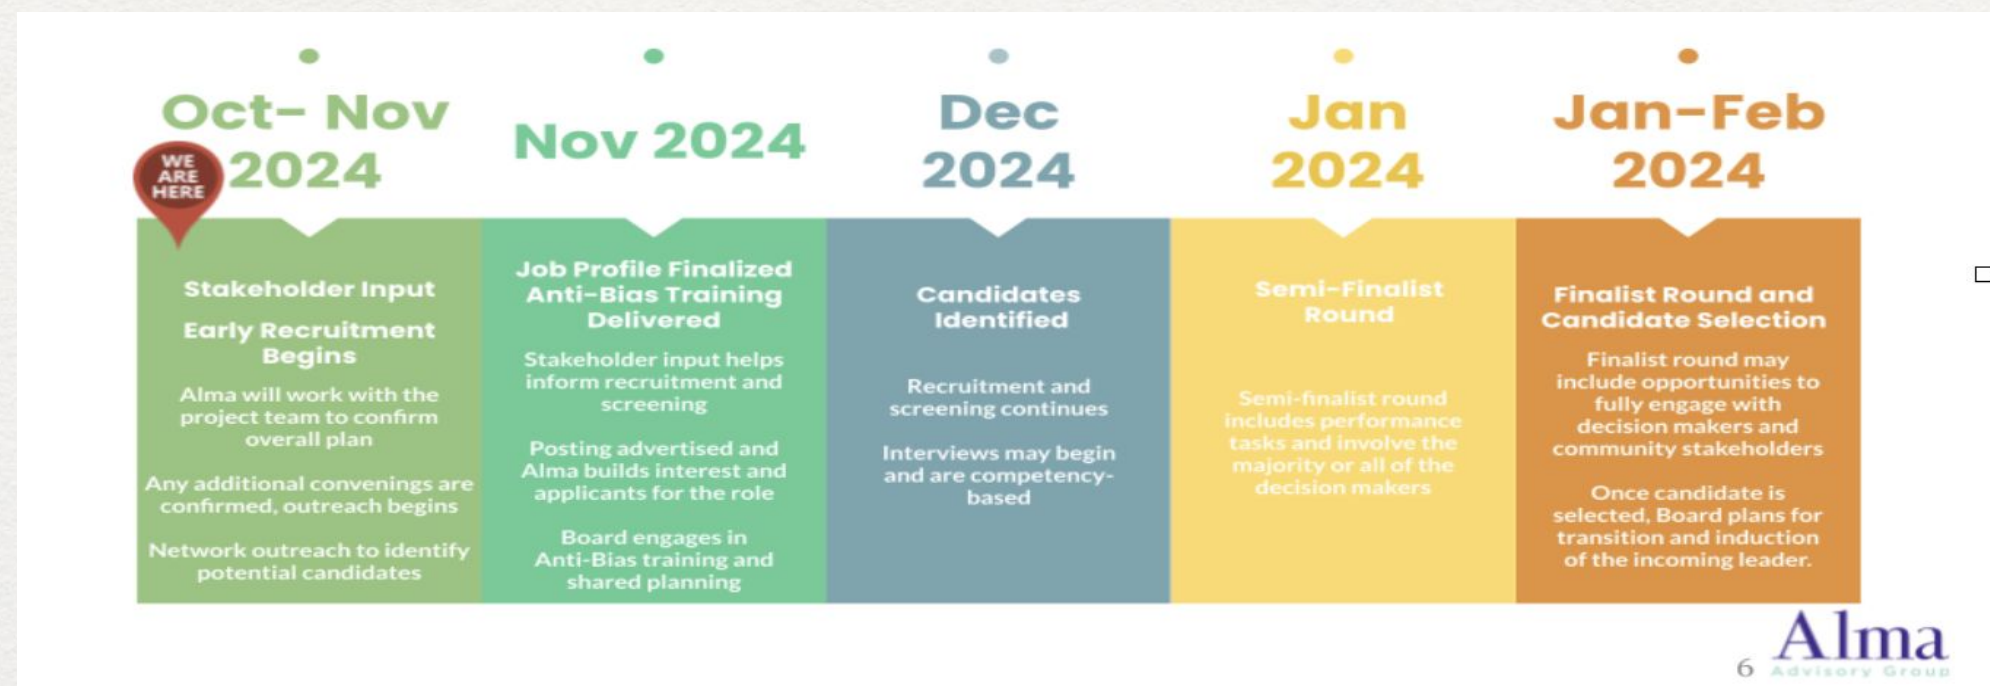 Oct- Nov
2024
WE
ARE
HERE
Stakeholder Input
Early Recruitment
Begins
Alma will work with the
project team to confirm
overall plan
Any additional convenings are
confirmed, outreach begins
Network outreach to identify
potential candidates
Nov 2024
Job Profile Finalized
Anti-Bias Training
Delivered
Stakeholder input helps
inform recruitment and
screening
Posting advertised and
Alma builds interest and
applicants for the role
Board engages in
Anti-Bias training and
shared planning
Dec
2024
Candidates
Identified
Recruitment and
screening continues
Interviews may begin
and are competency-
based
Jan
2024
Semi-Finalist
Round
Semi-finalist round
includes performance
tasks and involve the
majority or all of the
decision makers
Jan-Feb
2024
Finalist Round and
Candidate Selection
Finalist round may
include opportunities to
fully engage with
decision makers and
community stakeholders
Once candidate is
selected, Board plans for
transition and induction
of the incoming leader.
6
Alma
Advisory Group